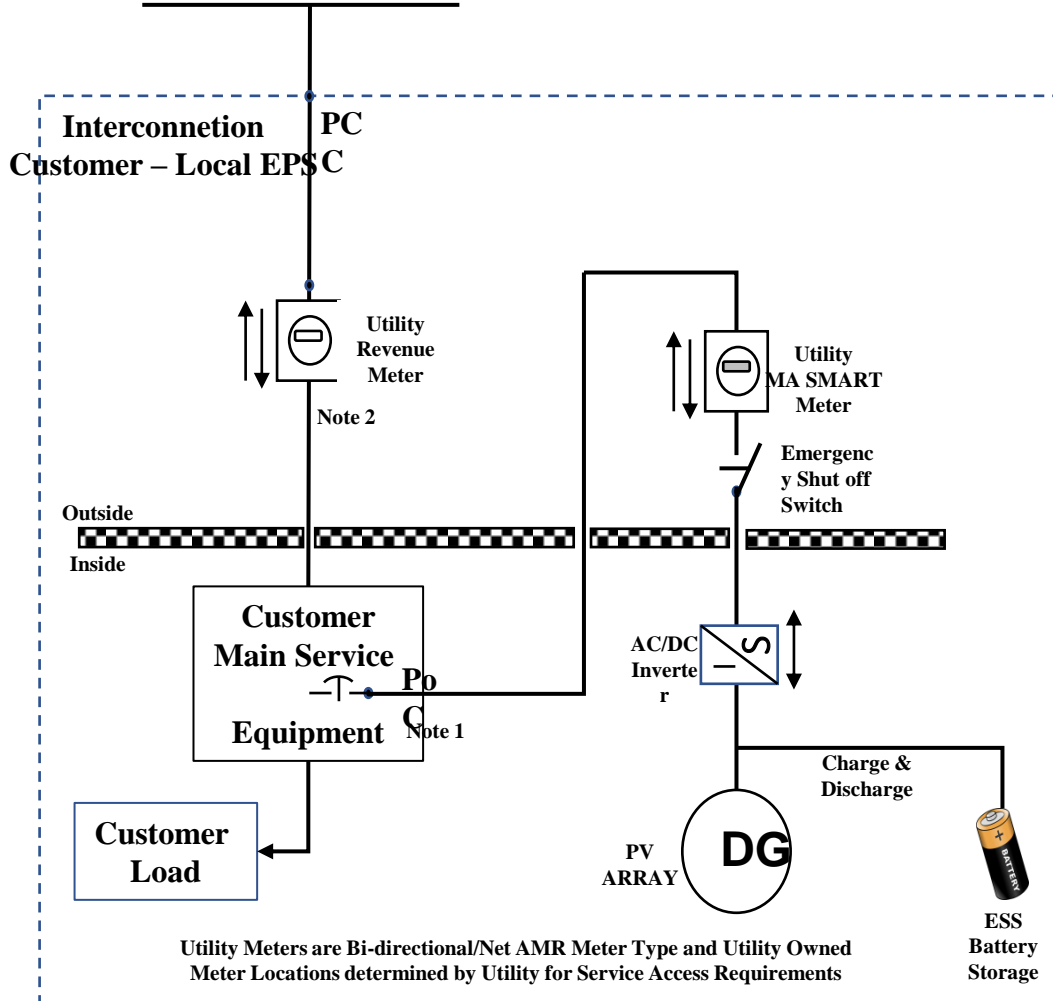 Interconnetion
Customer – Local EPS
PC
C
Utility
Revenue
Meter
Note 2
Utility
MA SMART
Meter
Emergenc
y Shut off
Switch
Outside
Inside
Customer
Main Service
Equipment
Po
C
Note 1
AC/DC
Inverte
r
Charge &
Discharge
Customer
Load
PV
ARRAY
DG
+
BATTERY
ESS
Battery
Storage
Utility Meters are Bi-directional/Net AMR Meter Type and Utility Owned
Meter Locations determined by Utility for Service Access Requirements